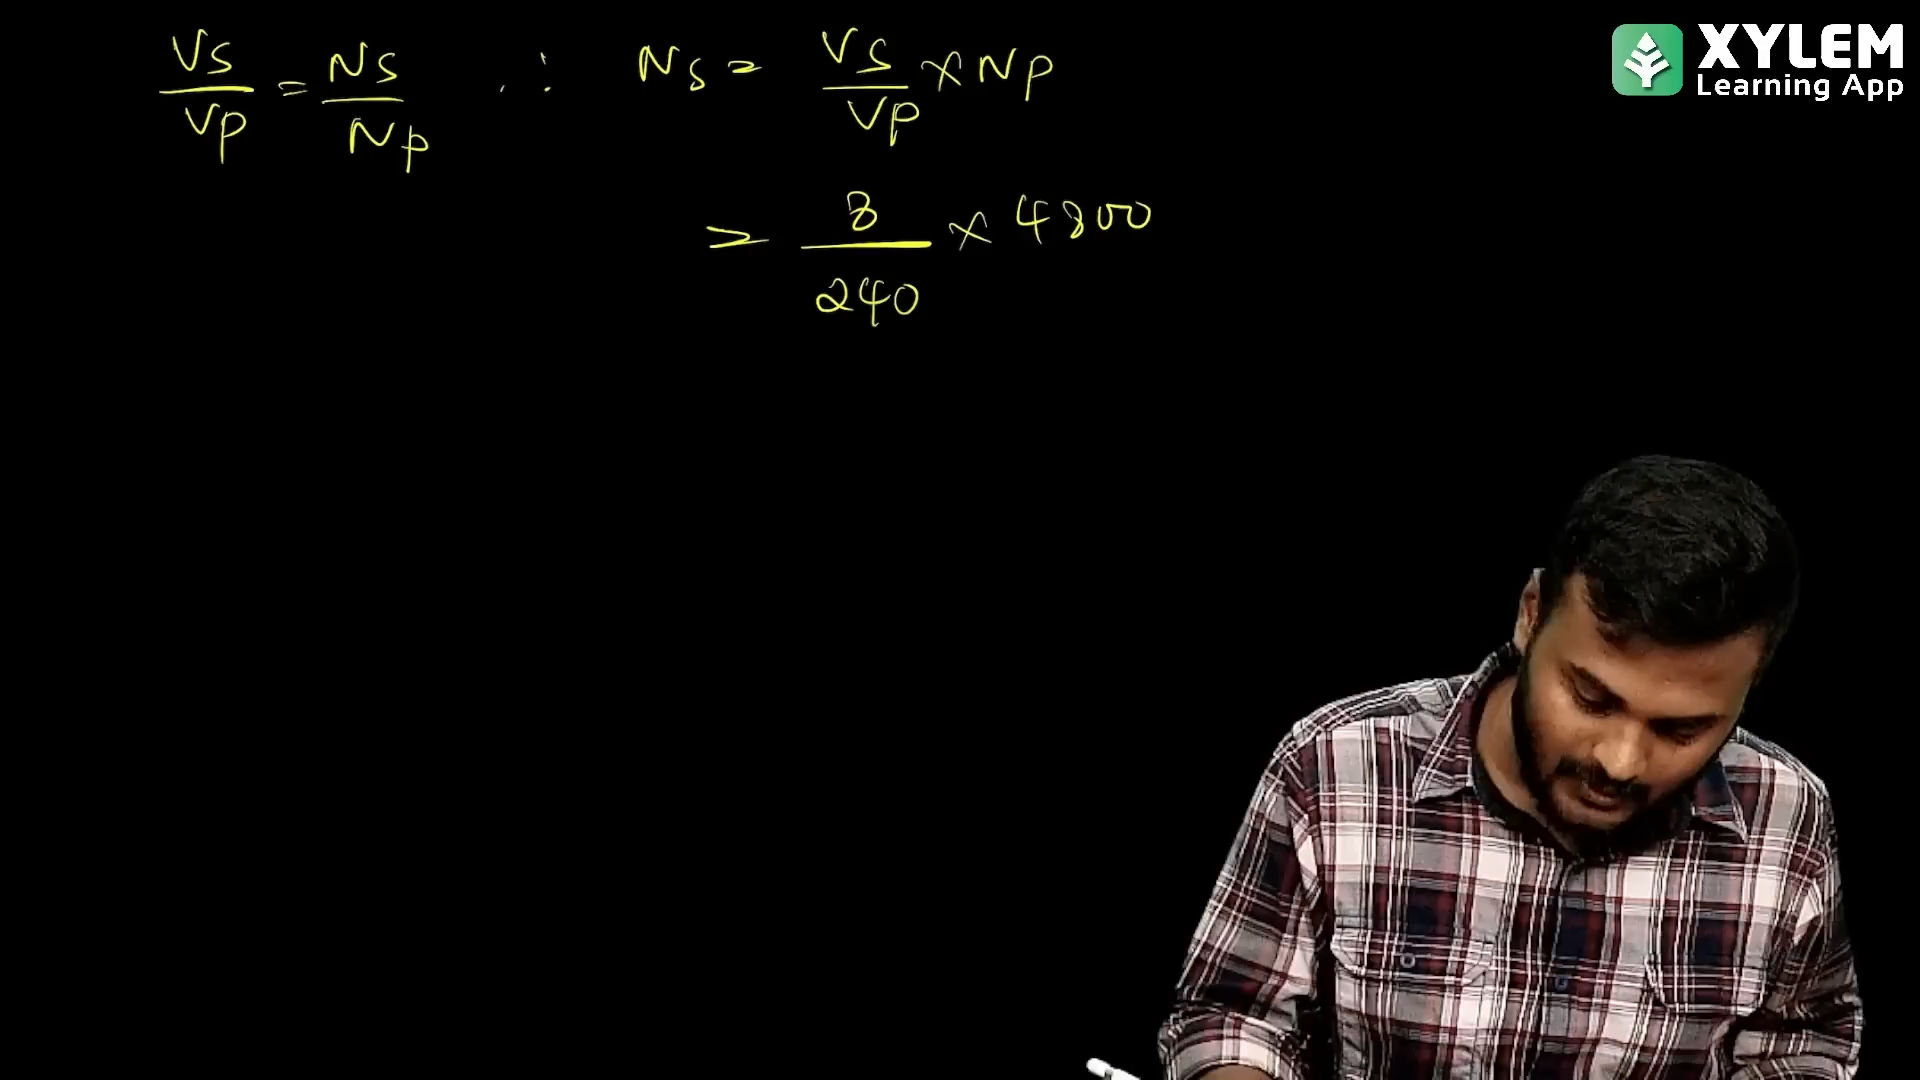 Vs/Vp = Ns/Np ∴ Ns = Vs/Vp × Np
= 8/240 × 4800
XYLEM
Learning App